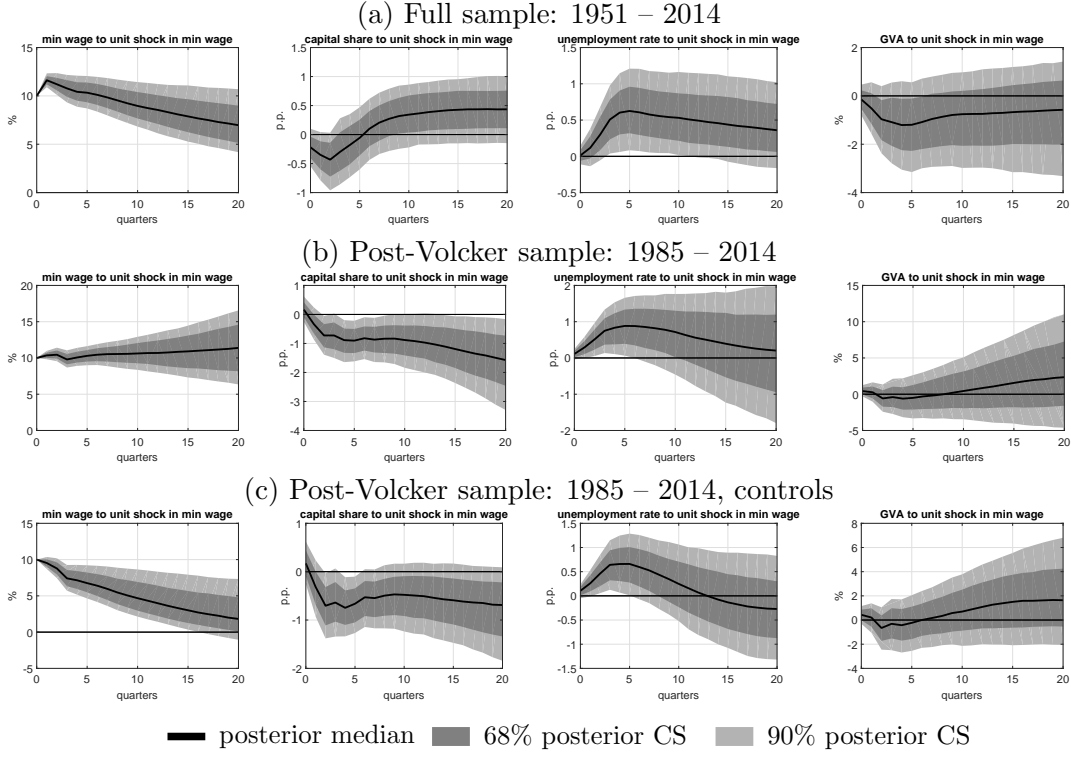 (a) Full sample: 1951 – 2014
min wage to unit shock in min wage
capital share to unit shock in min wage
unemployment rate to unit shock in min wage
GVA to unit shock in min wage
15
10
5
0
%
0 5 10 15 20
quarters
1
0.5
0
-0.5
-1
p.p.
0 5 10 15 20
quarters
1.5
1
0.5
0
-0.5
p.p.
0 5 10 15 20
quarters
2
0
-2
-4
%
0 5 10 15 20
quarters
(b) Post-Volcker sample: 1985 – 2014
min wage to unit shock in min wage
capital share to unit shock in min wage
unemployment rate to unit shock in min wage
GVA to unit shock in min wage
20
15
10
5
0
%
0 5 10 15 20
quarters
1
0
-1
-2
-3
-4
p.p.
0 5 10 15 20
quarters
2
1
0
-1
-2
p.p.
0 5 10 15 20
quarters
15
10
5
0
-5
%
0 5 10 15 20
quarters
(c) Post-Volcker sample: 1985 – 2014, controls
min wage to unit shock in min wage
capital share to unit shock in min wage
unemployment rate to unit shock in min wage
GVA to unit shock in min wage
15
10
5
0
-5
%
0 5 10 15 20
quarters
1
0
-1
-2
p.p.
0 5 10 15 20
quarters
1.5
1
0.5
0
-0.5
-1
-1.5
p.p.
0 5 10 15 20
quarters
8
6
4
2
0
-2
-4
%
0 5 10 15 20
quarters
posterior median 68% posterior CS 90% posterior CS